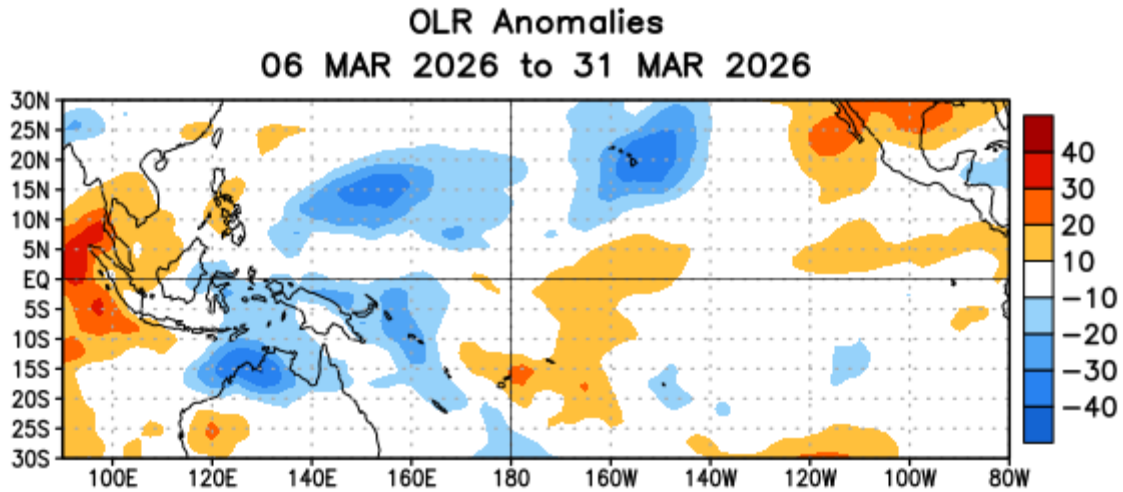 OLR Anomalies
06 MAR 2026 to 31 MAR 2026
30N
25N
20N
15N
10N
5N
EQ
5S
10S
15S
20S
25S
30S
100E 120E 140E 160E 180 160W 140W 120W 100W 80W
40
30
20
10
−10
−20
−30
−40